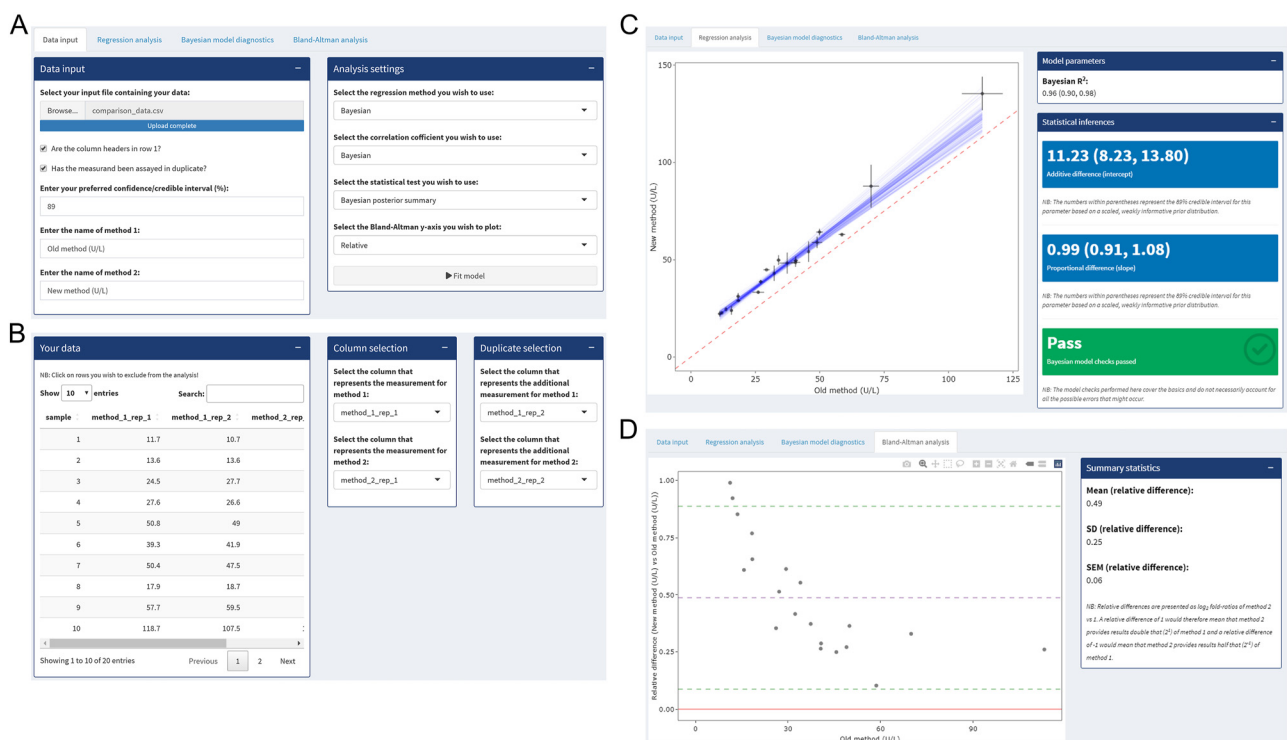 A
Data input Regression analysis Bayesian model diagnostics Bland-Altman analysis
Data input
Select your input file containing your data:
Browse... comparison_data.csv
Upload complete
Are the column headers in row 1?
Has the measurand been assayed in duplicate?
Enter your preferred confidence/credible interval (%):
89
Enter the name of method 1:
Old method (U/L)
Enter the name of method 2:
New method (U/L)
Analysis settings
Select the regression method you wish to use:
Bayesian
Select the correlation cofficient you wish to use:
Bayesian
Select the statistical test you wish to use:
Bayesian posterior summary
Select the Bland-Altman y-axis you wish to plot:
Relative
Fit model
B
Your data
NB: Click on rows you wish to exclude from the analysis!
Show 10 entries Search:
sample method_1_rep_1 method_1_rep_2 method_2_rep_
1 11.7 10.7
2 13.6 13.6
3 24.5 27.7
4 27.6 26.6
5 50.8 49
6 39.3 41.9
7 50.4 47.5
8 17.9 18.7
9 57.7 59.5
10 118.7 107.5
Showing 1 to 10 of 20 entries Previous 1 2 Next
Column selection
Select the column that
represents the measurement for
method 1:
method_1_rep_1
Select the column that
represents the measurement for
method 2:
method_2_rep_1
Duplicate selection
Select the column that
represents the additional
measurement for method 1:
method_1_rep_2
Select the column that
represents the additional
measurement for method 2:
method_2_rep_2
C
Data input Regression analysis Bayesian model diagnostics Bland-Altman analysis
New method (U/L)
150
100
50
0
0 25 50 75 100 125
Old method (U/L)
Model parameters
Bayesian R²:
0.96 (0.90, 0.98)
Statistical inferences
11.23 (8.23, 13.80)
Additive difference (intercept)
NB: The numbers within parentheses represent the 89% credible interval for this
parameter based on a scaled, weakly informative prior distribution.
0.99 (0.91, 1.08)
Proportional difference (slope)
NB: The numbers within parentheses represent the 89% credible interval for this
parameter based on a scaled, weakly informative prior distribution.
Pass
Bayesian model checks passed
NB: The model checks performed here cover the basics and do not necessarily account for
all the possible errors that might occur.
D
Data input Regression analysis Bayesian model diagnostics Bland-Altman analysis
Relative difference (New method (U/L) vs Old method (U/L))
1.00
0.75
0.50
0.25
0.00
0 30 60 90
Old method (U/L)
Summary statistics
Mean (relative difference):
0.49
SD (relative difference):
0.25
SEM (relative difference):
0.06
NB: Relative differences are presented as log₂ fold-ratios of method 2
vs 1. A relative difference of 1 would therefore mean that method 2
provides results double that (2¹) of method 1 and a relative difference
of -1 would mean that method 2 provides results half that (2⁻¹) of
method 1.